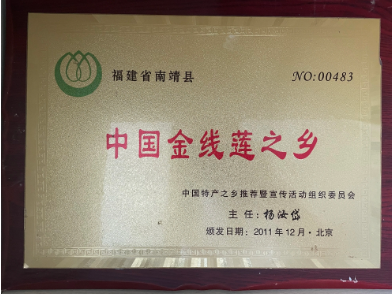 福建省南靖县
NO:00483
中国金线莲之乡
中国特产之乡推荐暨宣传活动组织委员会
主任:杨汝岱
颁发日期:2011年12月·北京